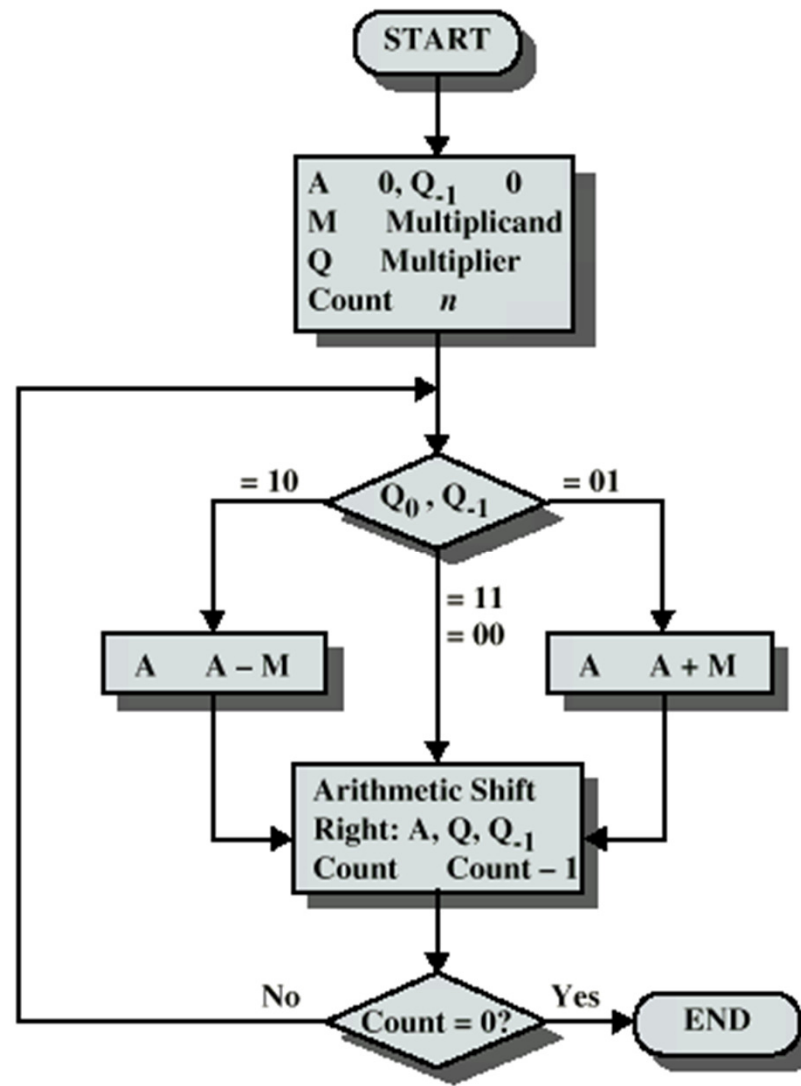 START
A 0, Q-1 0
M Multiplicand
Q Multiplier
Count n
= 10
Q0 , Q-1
= 01
= 11
= 00
A A – M
A A + M
Arithmetic Shift
Right: A, Q, Q-1
Count Count – 1
No
Count = 0?
Yes
END